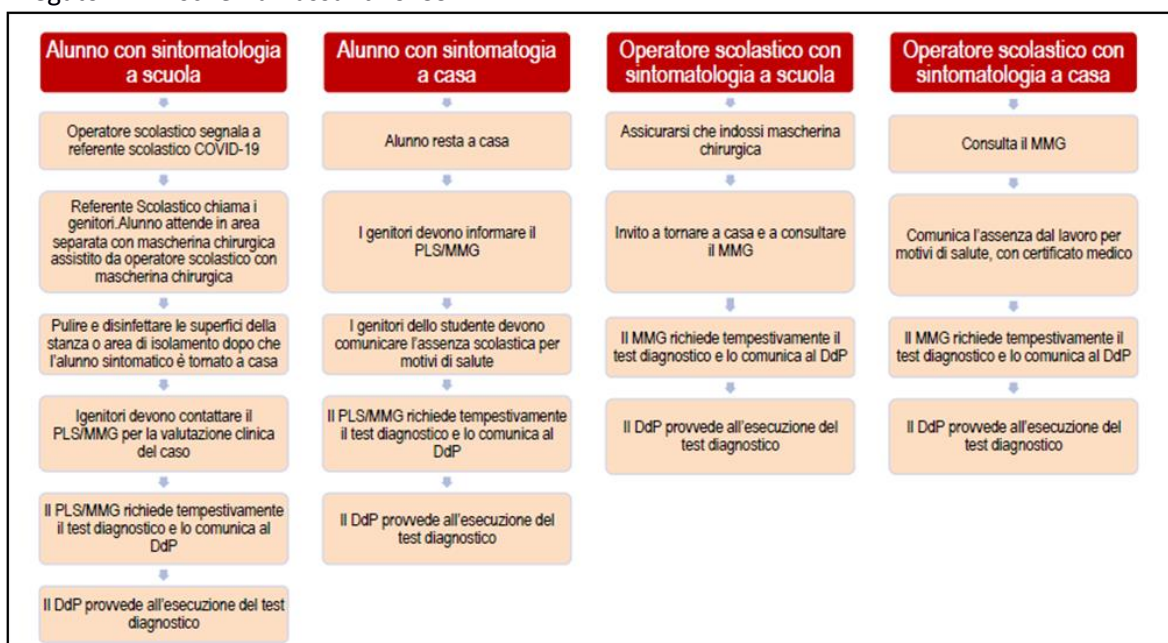 Alunno con sintomatologia
a scuola
Operatore scolastico segnala a
referente scolastico COVID-19
Referente Scolastico chiama i
genitori.Alunno attende in area
separata con mascherina chirurgica
assistito da operatore scolastico con
mascherina chirurgica
Pulire e disinfettare le superfici della
stanza o area di isolamento dopo che
l'alunno sintomatico è tornato a casa
Igenitori devono contattare il
PLS/MMG per la valutazione clinica
del caso
Il PLS/MMG richiede tempestivamente
il test diagnostico e lo comunica al
DdP
Il DdP provvede all'esecuzione del test
diagnostico
Alunno con sintomatogia
a casa
Alunno resta a casa
I genitori devono informare il
PLS/MMG
I genitori dello studente devono
comunicare l'assenza scolastica per
motivi di salute
Il PLS/MMG richiede tempestivamente
il test diagnostico e lo comunica al
DdP
Il DdP provvede all'esecuzione del
test diagnostico
Operatore scolastico con
sintomatologia a scuola
Assicurarsi che indossi mascherina
chirurgica
Invito a tornare a casa e a consultare
il MMG
Il MMG richiede tempestivamente il
test diagnostico e lo comunica al DdP
Il DdP provvede all'esecuzione del
test diagnostico
Operatore scolastico con
sintomatologia a casa
Consulta il MMG
Comunica l'assenza dal lavoro per
motivi di salute, con certificato medico
Il MMG richiede tempestivamente il
test diagnostico e lo comunica al DdP
Il DdP provvede all'esecuzione del
test diagnostico